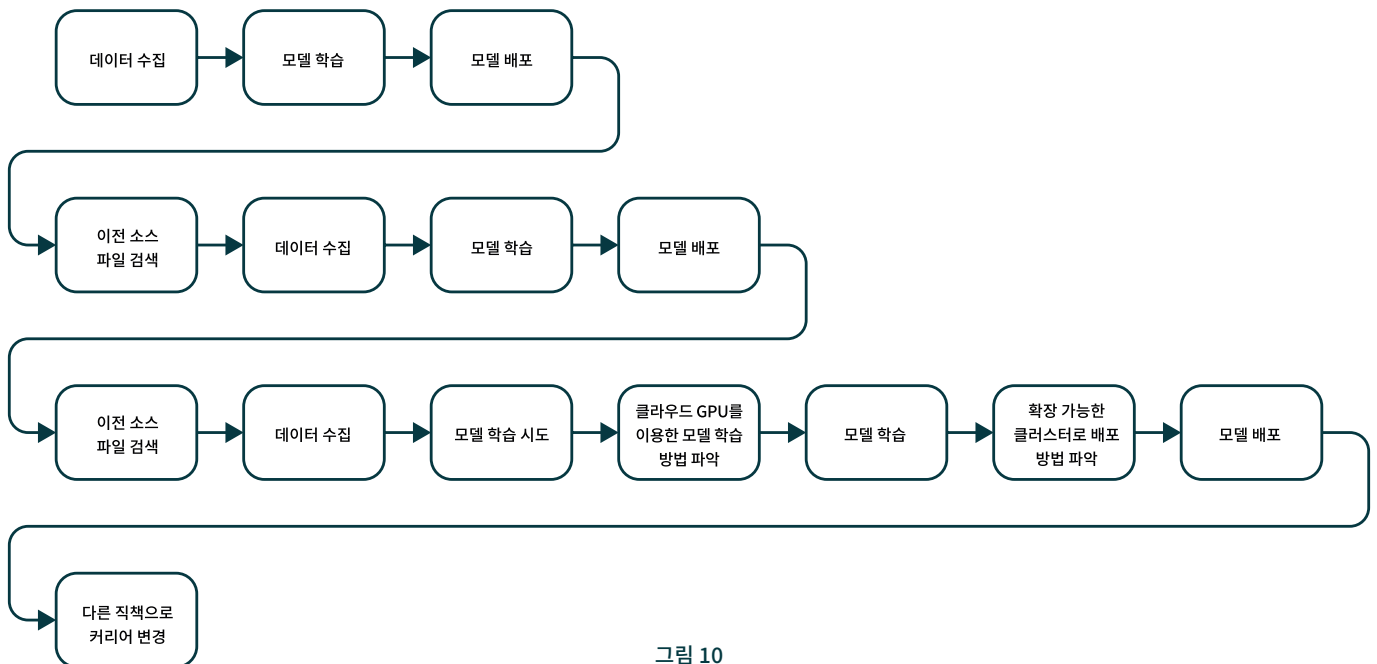 데이터 수집
모델 학습
모델 배포
이전 소스
파일 검색
데이터 수집
모델 학습
모델 배포
이전 소스
파일 검색
데이터 수집
모델 학습 시도
클라우드 GPU를
이용한 모델 학습
방법 파악
모델 학습
확장 가능한
클러스터로 배포
방법 파악
모델 배포
다른 직책으로
커리어 변경
그림 10